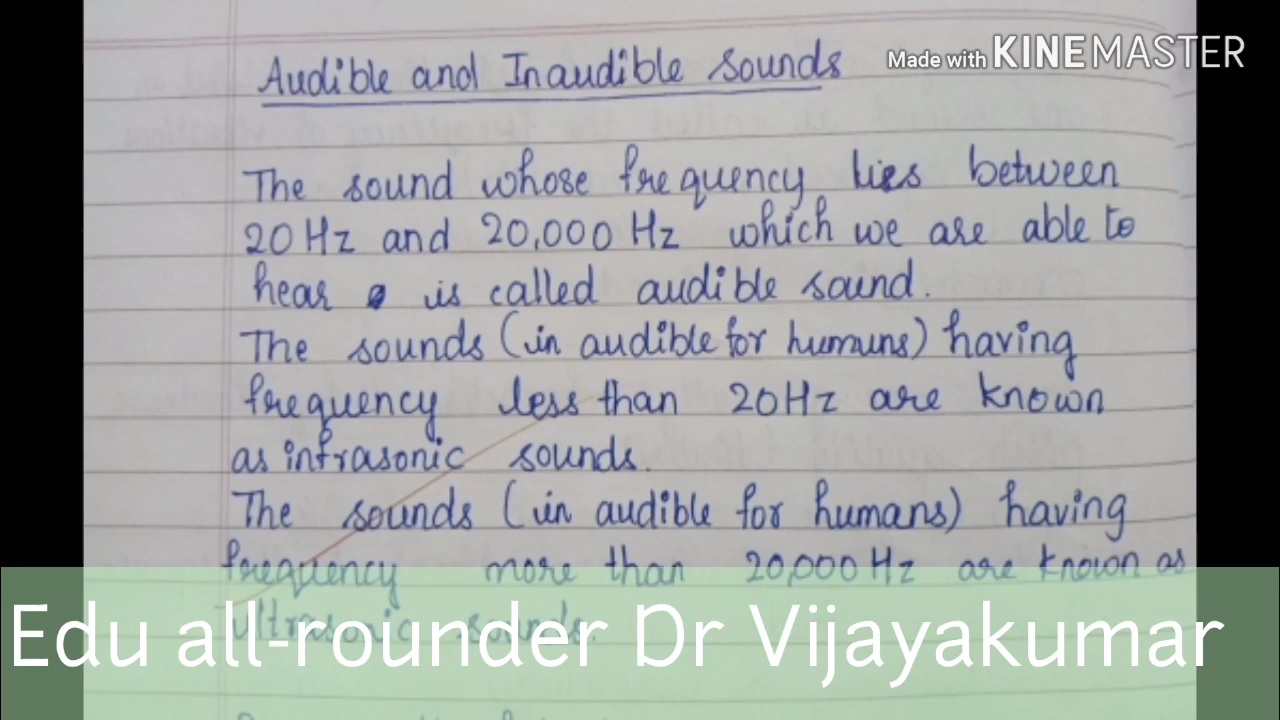 Made with KINEMASTER
Audible and Inaudible sounds
The sound whose frequency lies between
20Hz and 20,000 Hz which we are able to
hear is called audible sound.
The sounds (in audible for humans) having
frequency less than 20Hz are known
as infrasonic sounds.
The sounds (in audible for humans) having
frequency more than 20,000 Hz are known as
ultrasonic sounds.
Edu all-rounder Dr Vijayakumar